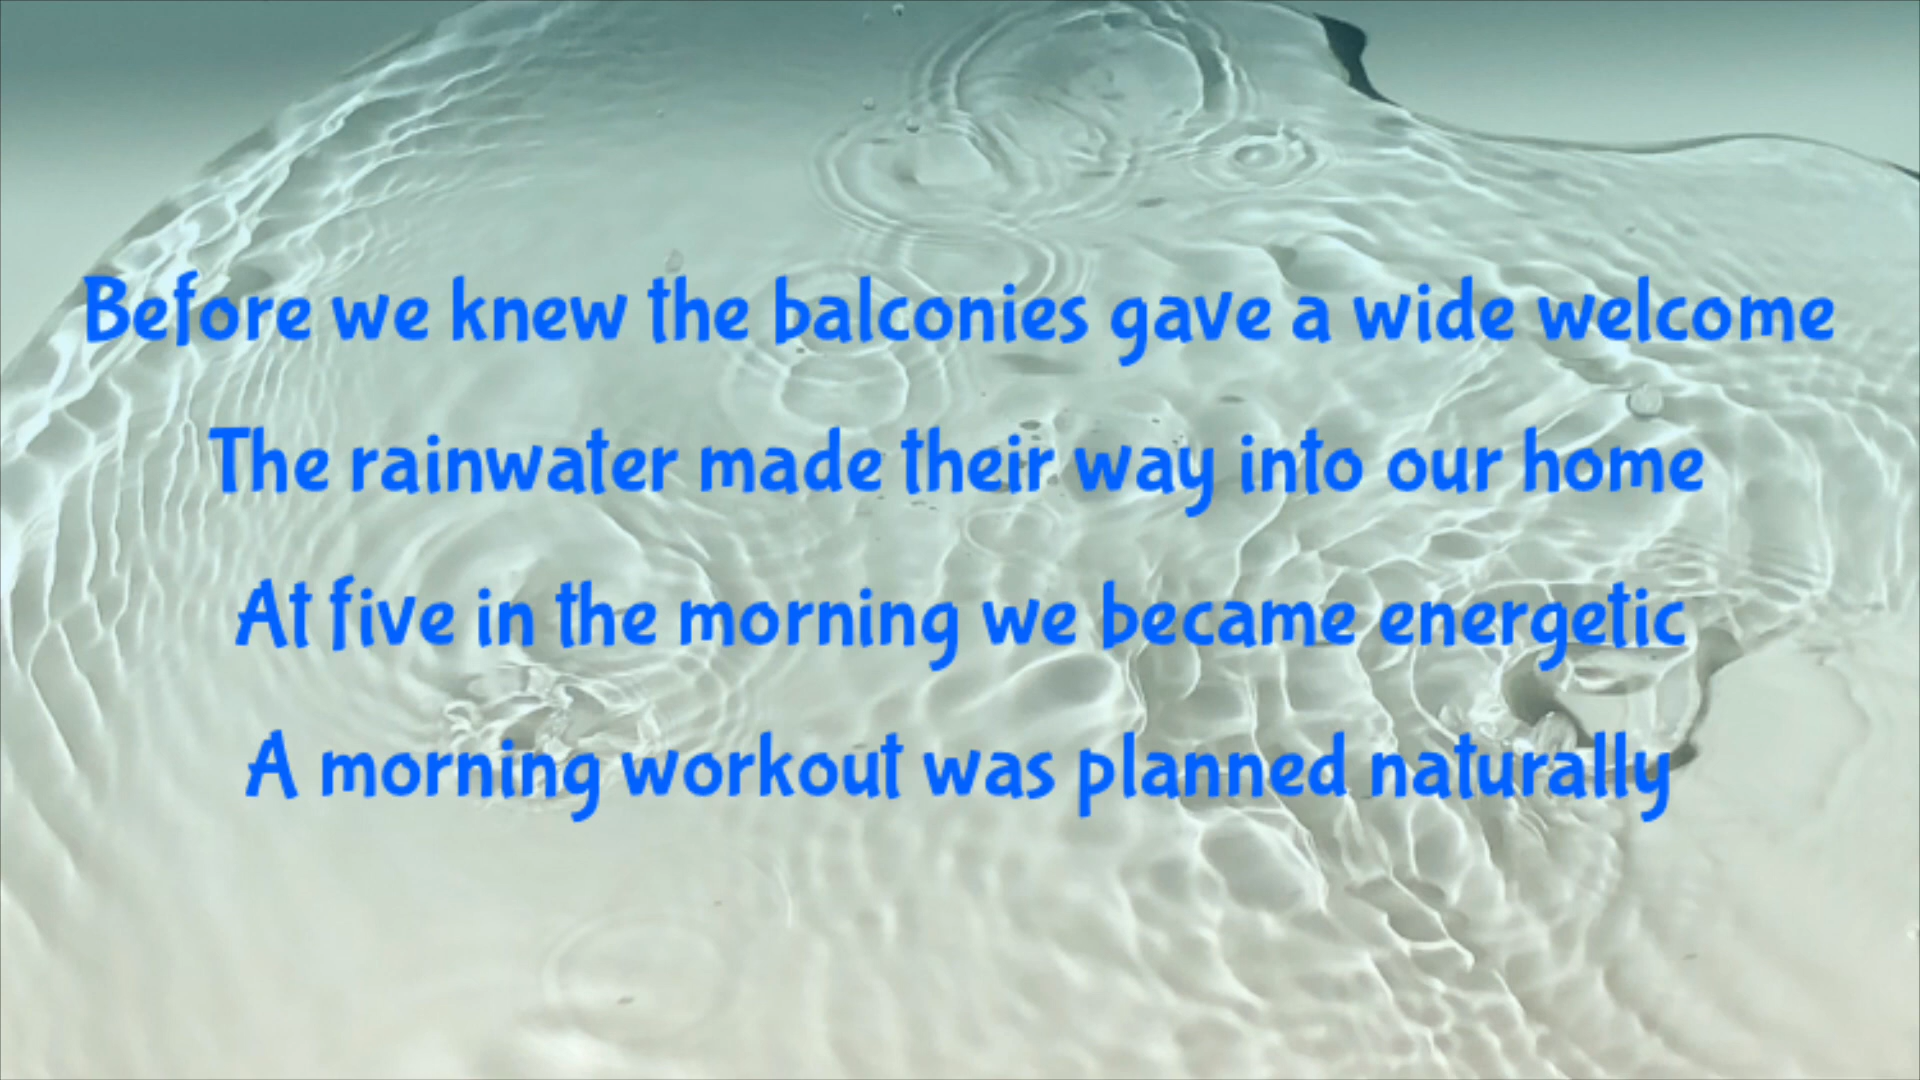 Before we knew the balconies gave a wide welcome
The rainwater made their way into our home
At five in the morning we became energetic
A morning workout was planned naturally